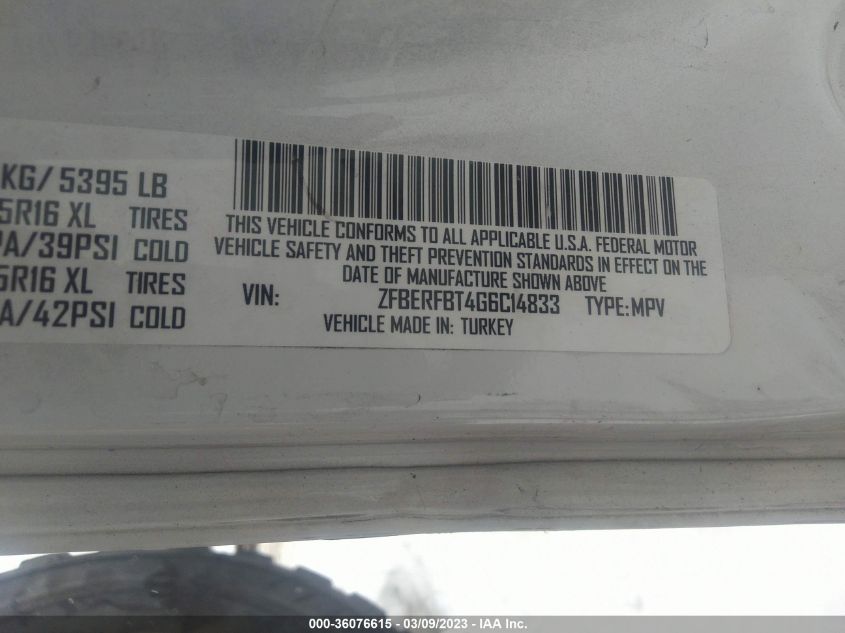 KG/ 5395 LB
5R16 XL TIRES
PA/39PSI COLD
5R16 XL TIRES
A/42PSI COLD
THIS VEHICLE CONFORMS TO ALL APPLICABLE U.S.A. FEDERAL MOTOR
VEHICLE SAFETY AND THEFT PREVENTION STANDARDS IN EFFECT ON THE
DATE OF MANUFACTURE SHOWN ABOVE
VIN: ZFBERFBT4G6C14833 TYPE:MPV
VEHICLE MADE IN: TURKEY
000-36076615 - 03/09/2023 - IAA Inc.